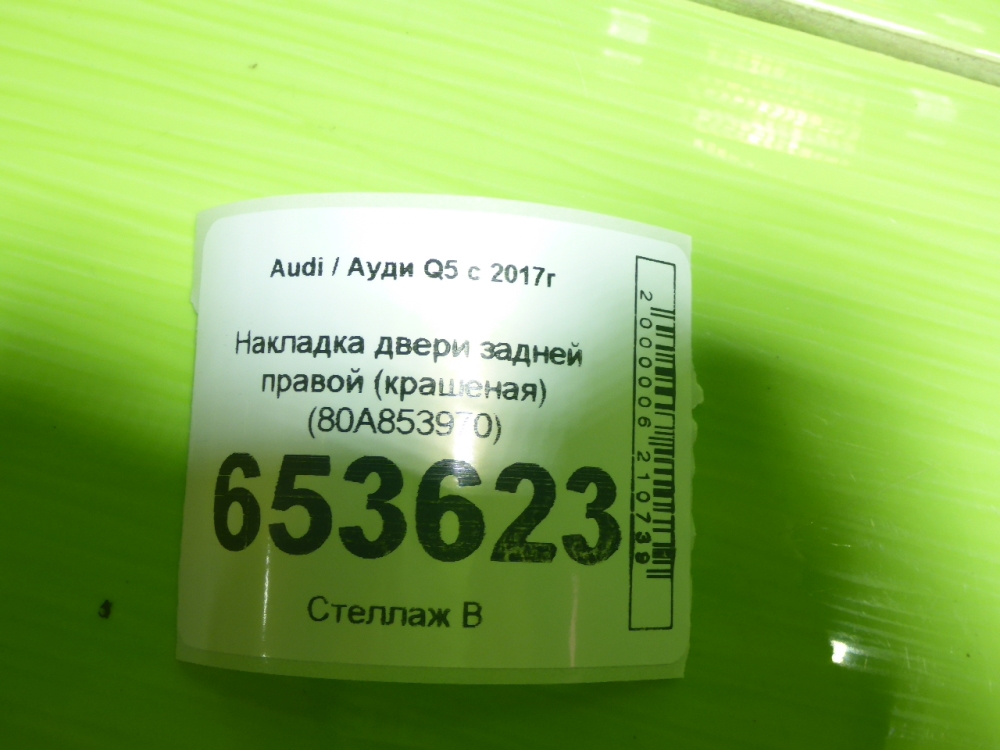 Audi / Ауди Q5 с 2017г
Накладка двери задней
правой (крашеная)
(80A853970)
653623
Стеллаж В
2000006210739